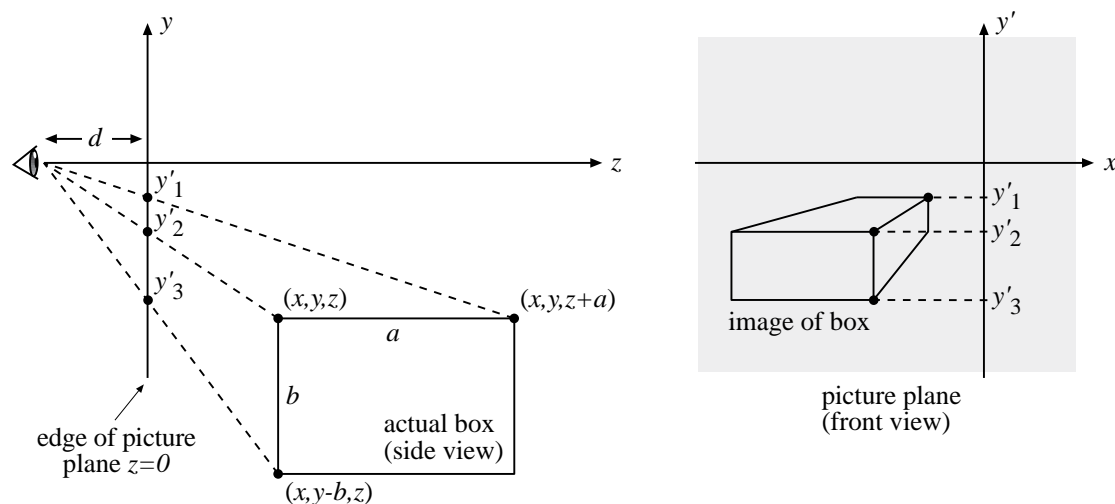 y
d
z
y'1
y'2
y'3
(x,y,z)
(x,y,z+a)
a
b
actual box
(side view)
(x,y-b,z)
edge of picture
plane z=0
y'
x
y'1
y'2
y'3
image of box
picture plane
(front view)